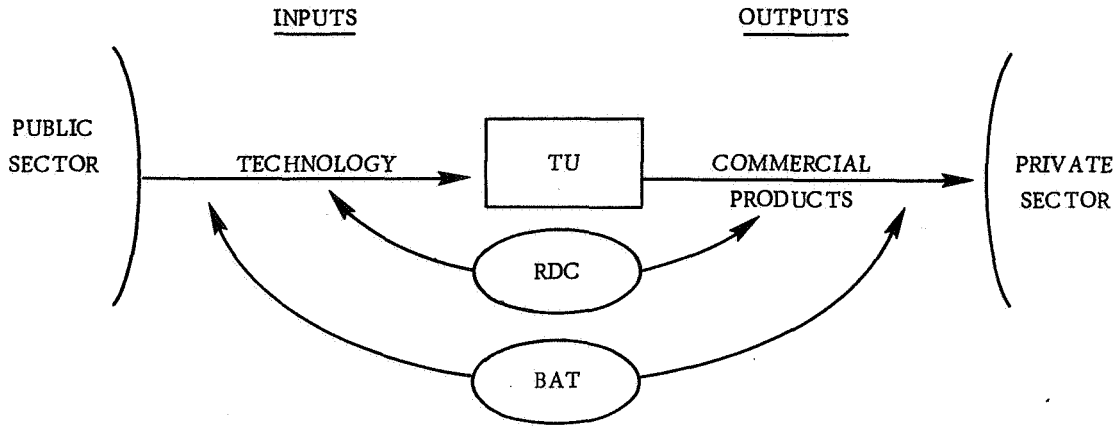 INPUTS
OUTPUTS
PUBLIC
SECTOR
TECHNOLOGY
TU
COMMERCIAL
PRODUCTS
PRIVATE
SECTOR
RDC
BAT